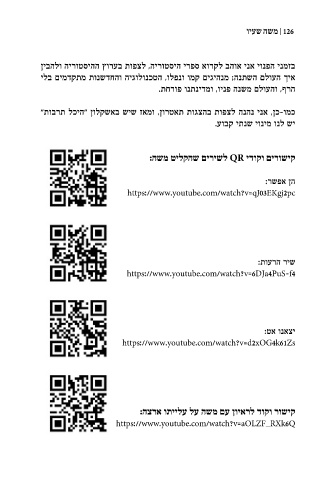 126 | משה שעיו
בזמני הפנוי אני אוהב לקרוא ספרי היסטוריה, לצפות בערוץ ההיסטוריה ולהבין
איך העולם השתנה; מנהיגים קמו ונפלו, הטכנולוגיה והחדשנות מתקדמים בלי
הרף, והעולם משנה פניו, ומדינתנו פורחת.
כמו-כן, אני נהנה לצפות בהצגות תאטרון, ומאז שיש באשקלון "היכל תרבות"
יש לנו מינוי שנתי קבוע.
קישורים וקודי QR לשירים שהקליט משה:
הן אפשר:
https://www.youtube.com/watch?v=qJ03EKgj2pc
שיר הרעות:
https://www.youtube.com/watch?v=6DJa4PuS-f4
יצאנו אט:
https://www.youtube.com/watch?v=d2xOG4k61Zs
קישור וקוד לראיון עם משה על עלייתו ארצה:
https://www.youtube.com/watch?v=aOLZF_RXk6Q